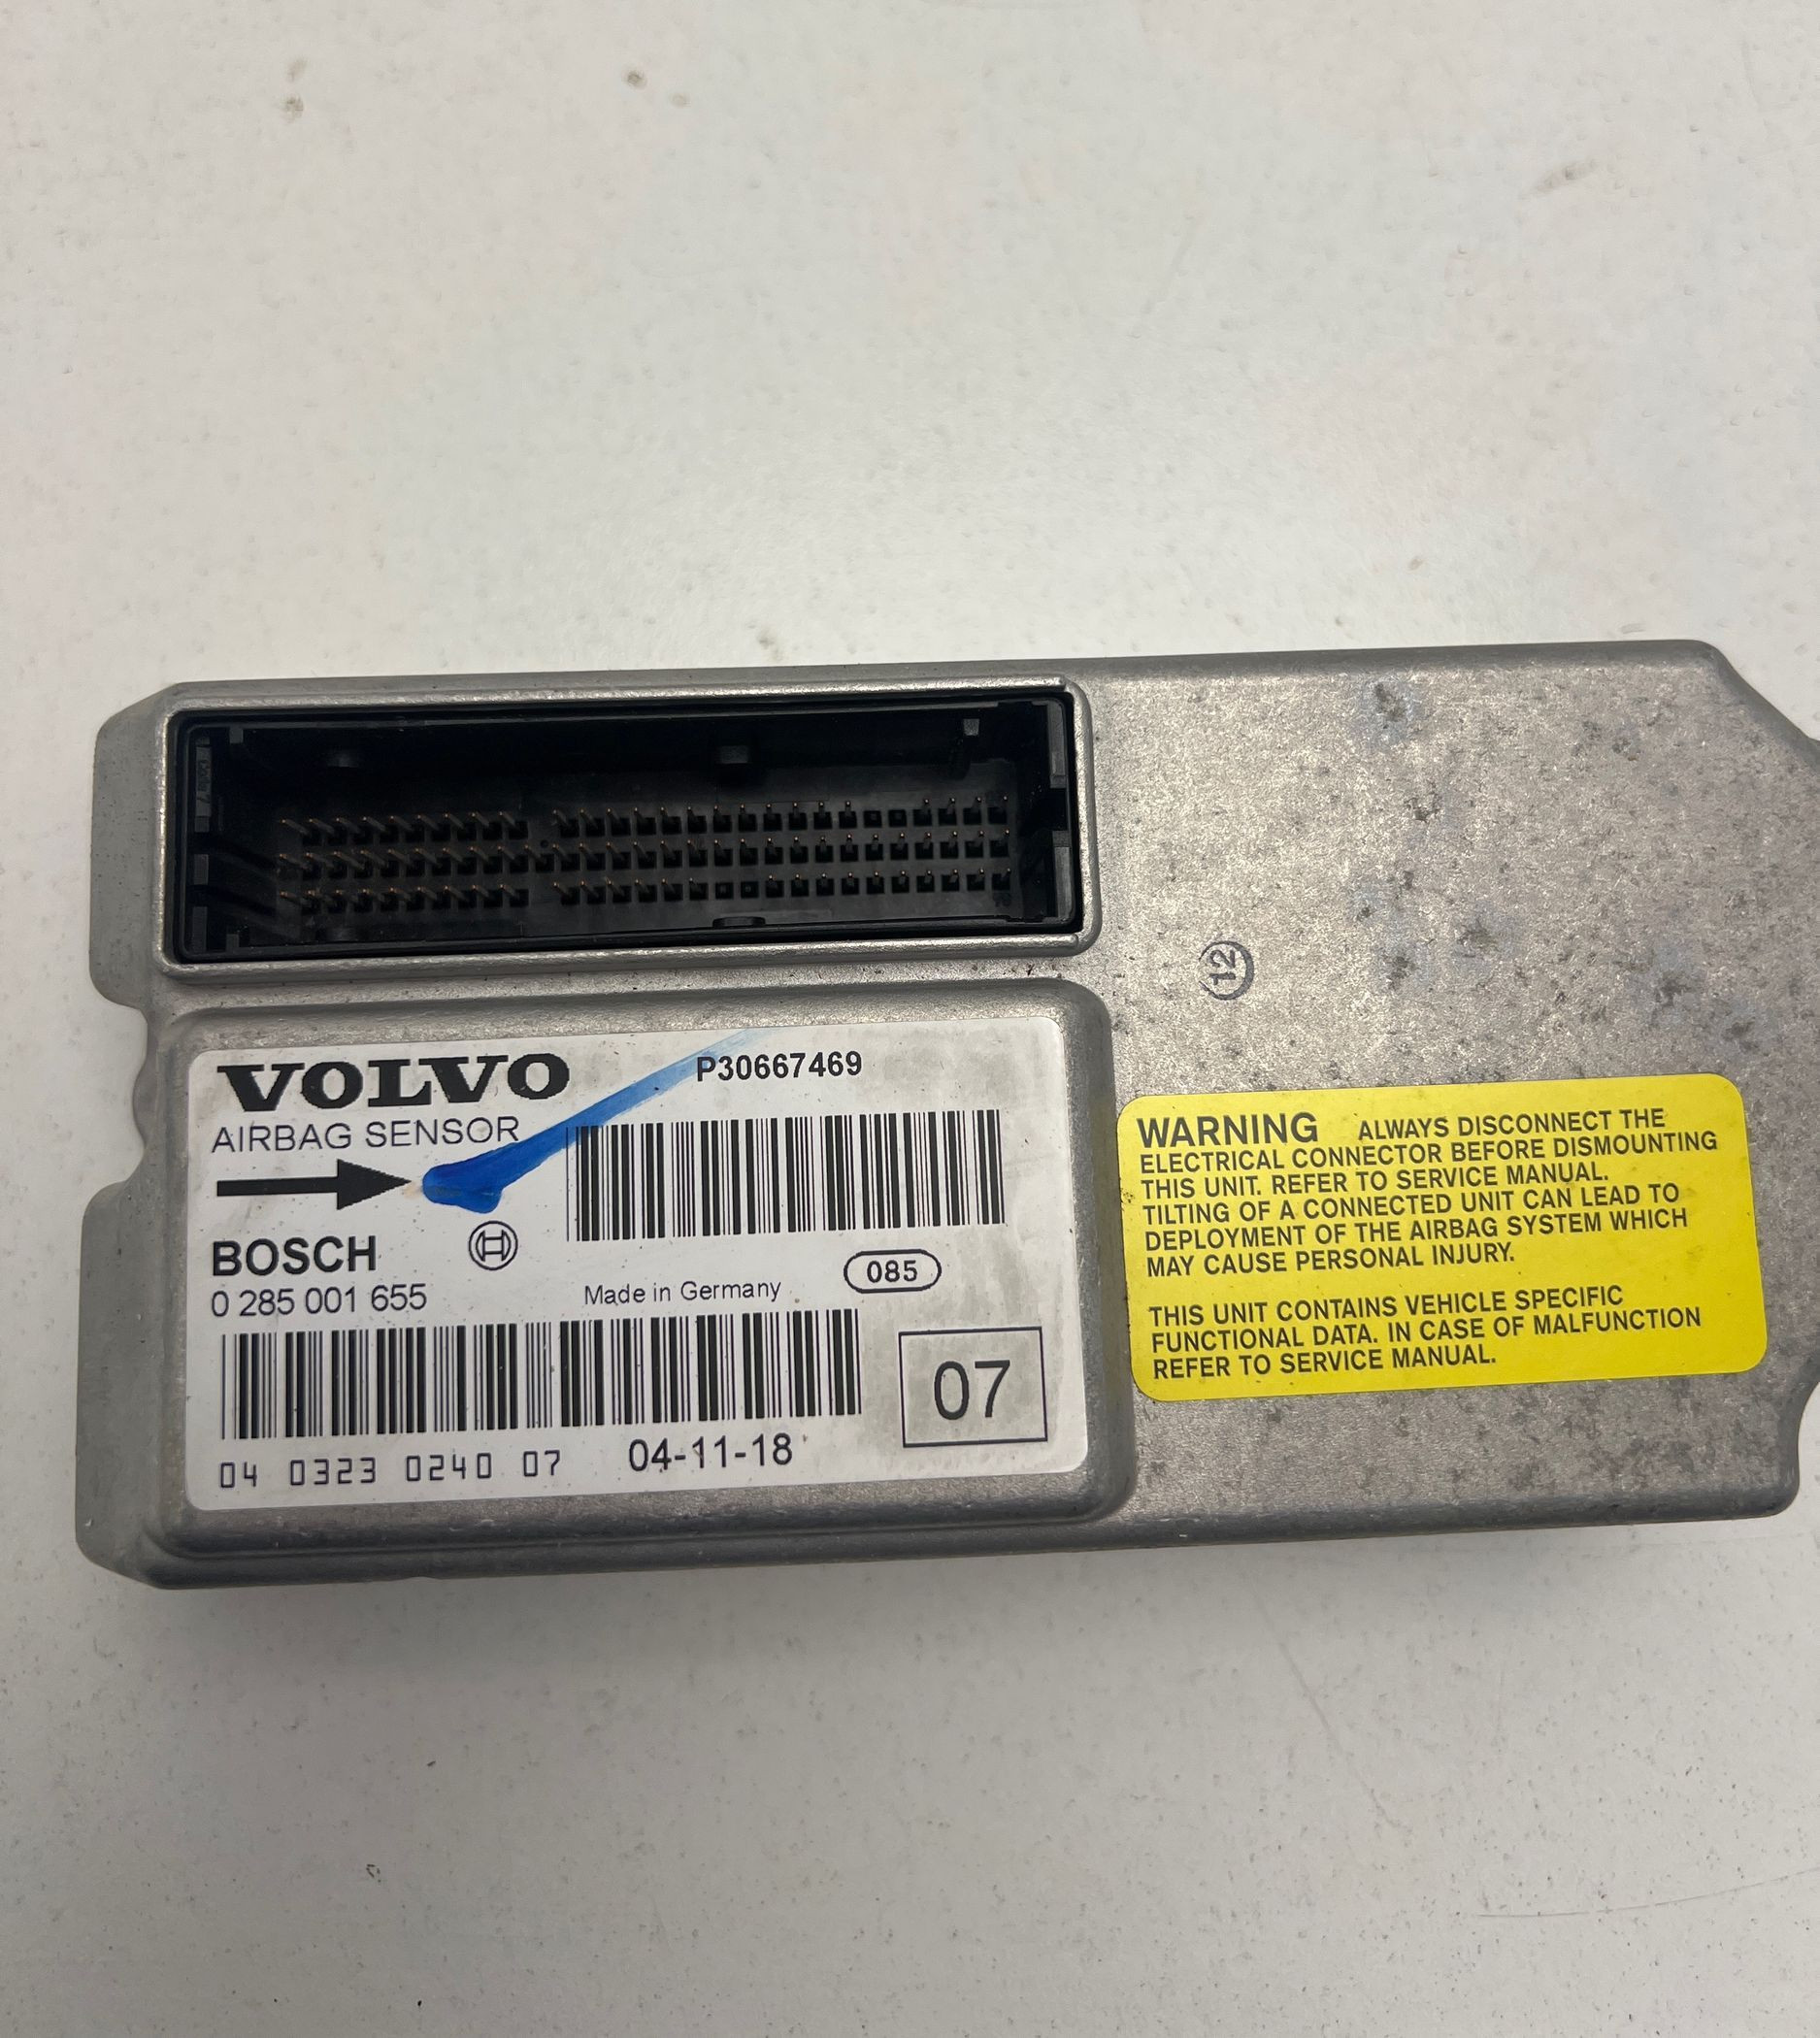 12
VOLVO
P30667469
AIRBAG SENSOR
BOSCH
0 285 001 655
Made in Germany
085
07
04 0323 0240 07 04-11-18
WARNING ALWAYS DISCONNECT THE
ELECTRICAL CONNECTOR BEFORE DISMOUNTING
THIS UNIT. REFER TO SERVICE MANUAL.
TILTING OF A CONNECTED UNIT CAN LEAD TO
DEPLOYMENT OF THE AIRBAG SYSTEM WHICH
MAY CAUSE PERSONAL INJURY.
THIS UNIT CONTAINS VEHICLE SPECIFIC
FUNCTIONAL DATA. IN CASE OF MALFUNCTION
REFER TO SERVICE MANUAL.